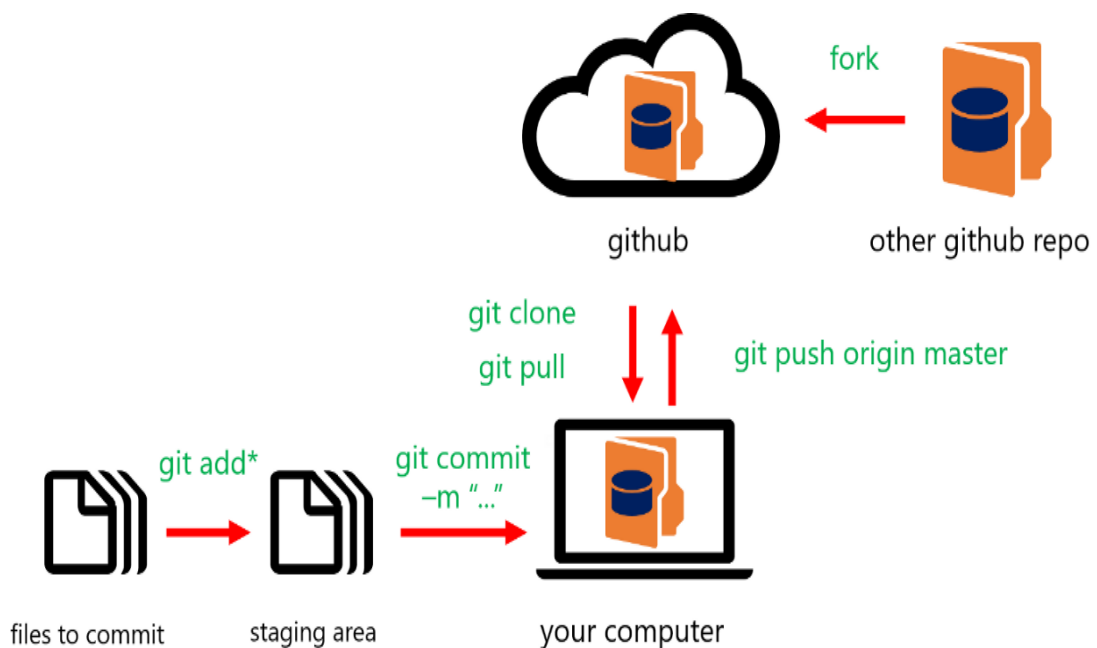 fork
github
other github repo
git clone
git pull
git push origin master
git add*
git commit
–m “...”
files to commit
staging area
your computer